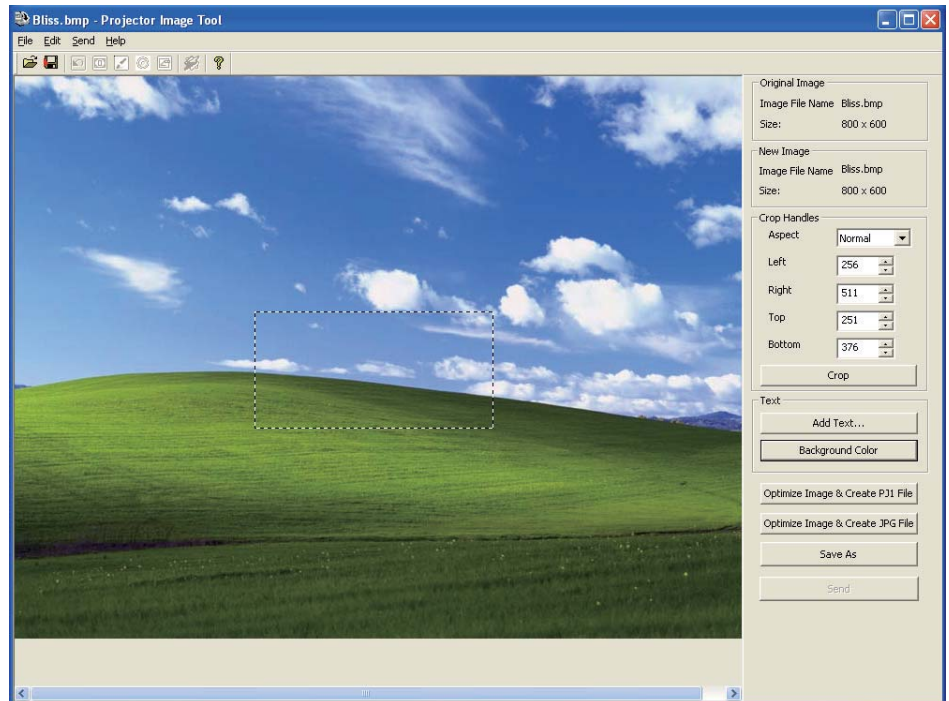 Bliss.bmp - Projector Image Tool
File Edit Send Help
Original Image
Image File Name Bliss.bmp
Size: 800 x 600
New Image
Image File Name Bliss.bmp
Size: 800 x 600
Crop Handles
Aspect Normal
Left 256
Right 511
Top 251
Bottom 376
Crop
Text
Add Text...
Background Color
Optimize Image & Create PJ1 File
Optimize Image & Create JPG File
Save As
Send